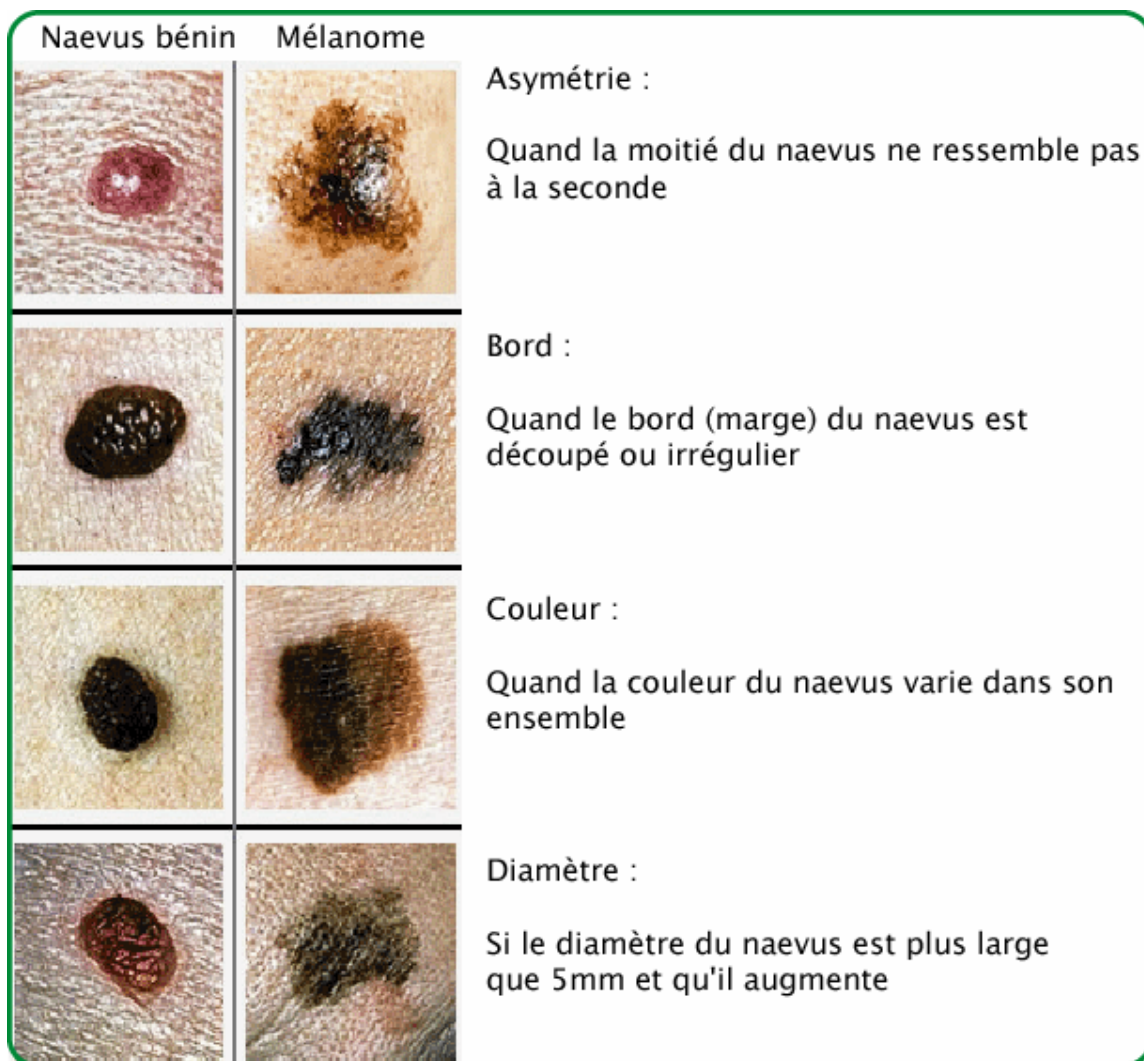 Naevus bénin
Mélanome
Asymétrie :
Quand la moitié du naevus ne ressemble pas
à la seconde
Bord :
Quand le bord (marge) du naevus est
découpé ou irrégulier
Couleur :
Quand la couleur du naevus varie dans son
ensemble
Diamètre :
Si le diamètre du naevus est plus large
que 5mm et qu'il augmente